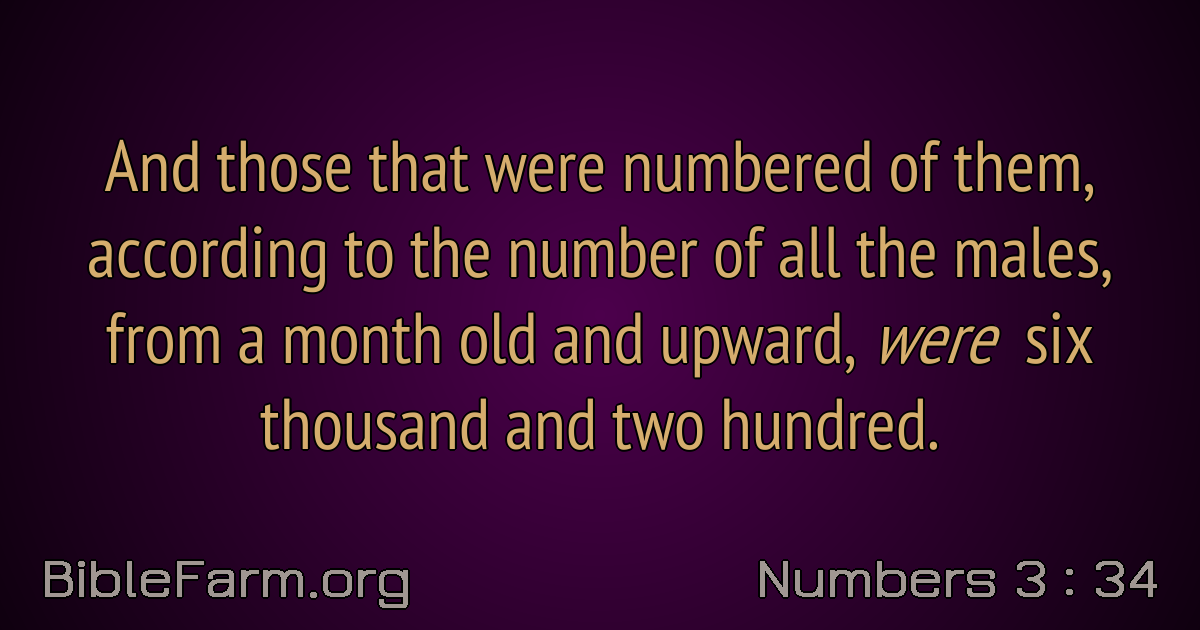 And those that were numbered of them,
according to the number of all the males,
from a month old and upward, were six
thousand and two hundred.
BibleFarm.org
Numbers 3 : 34